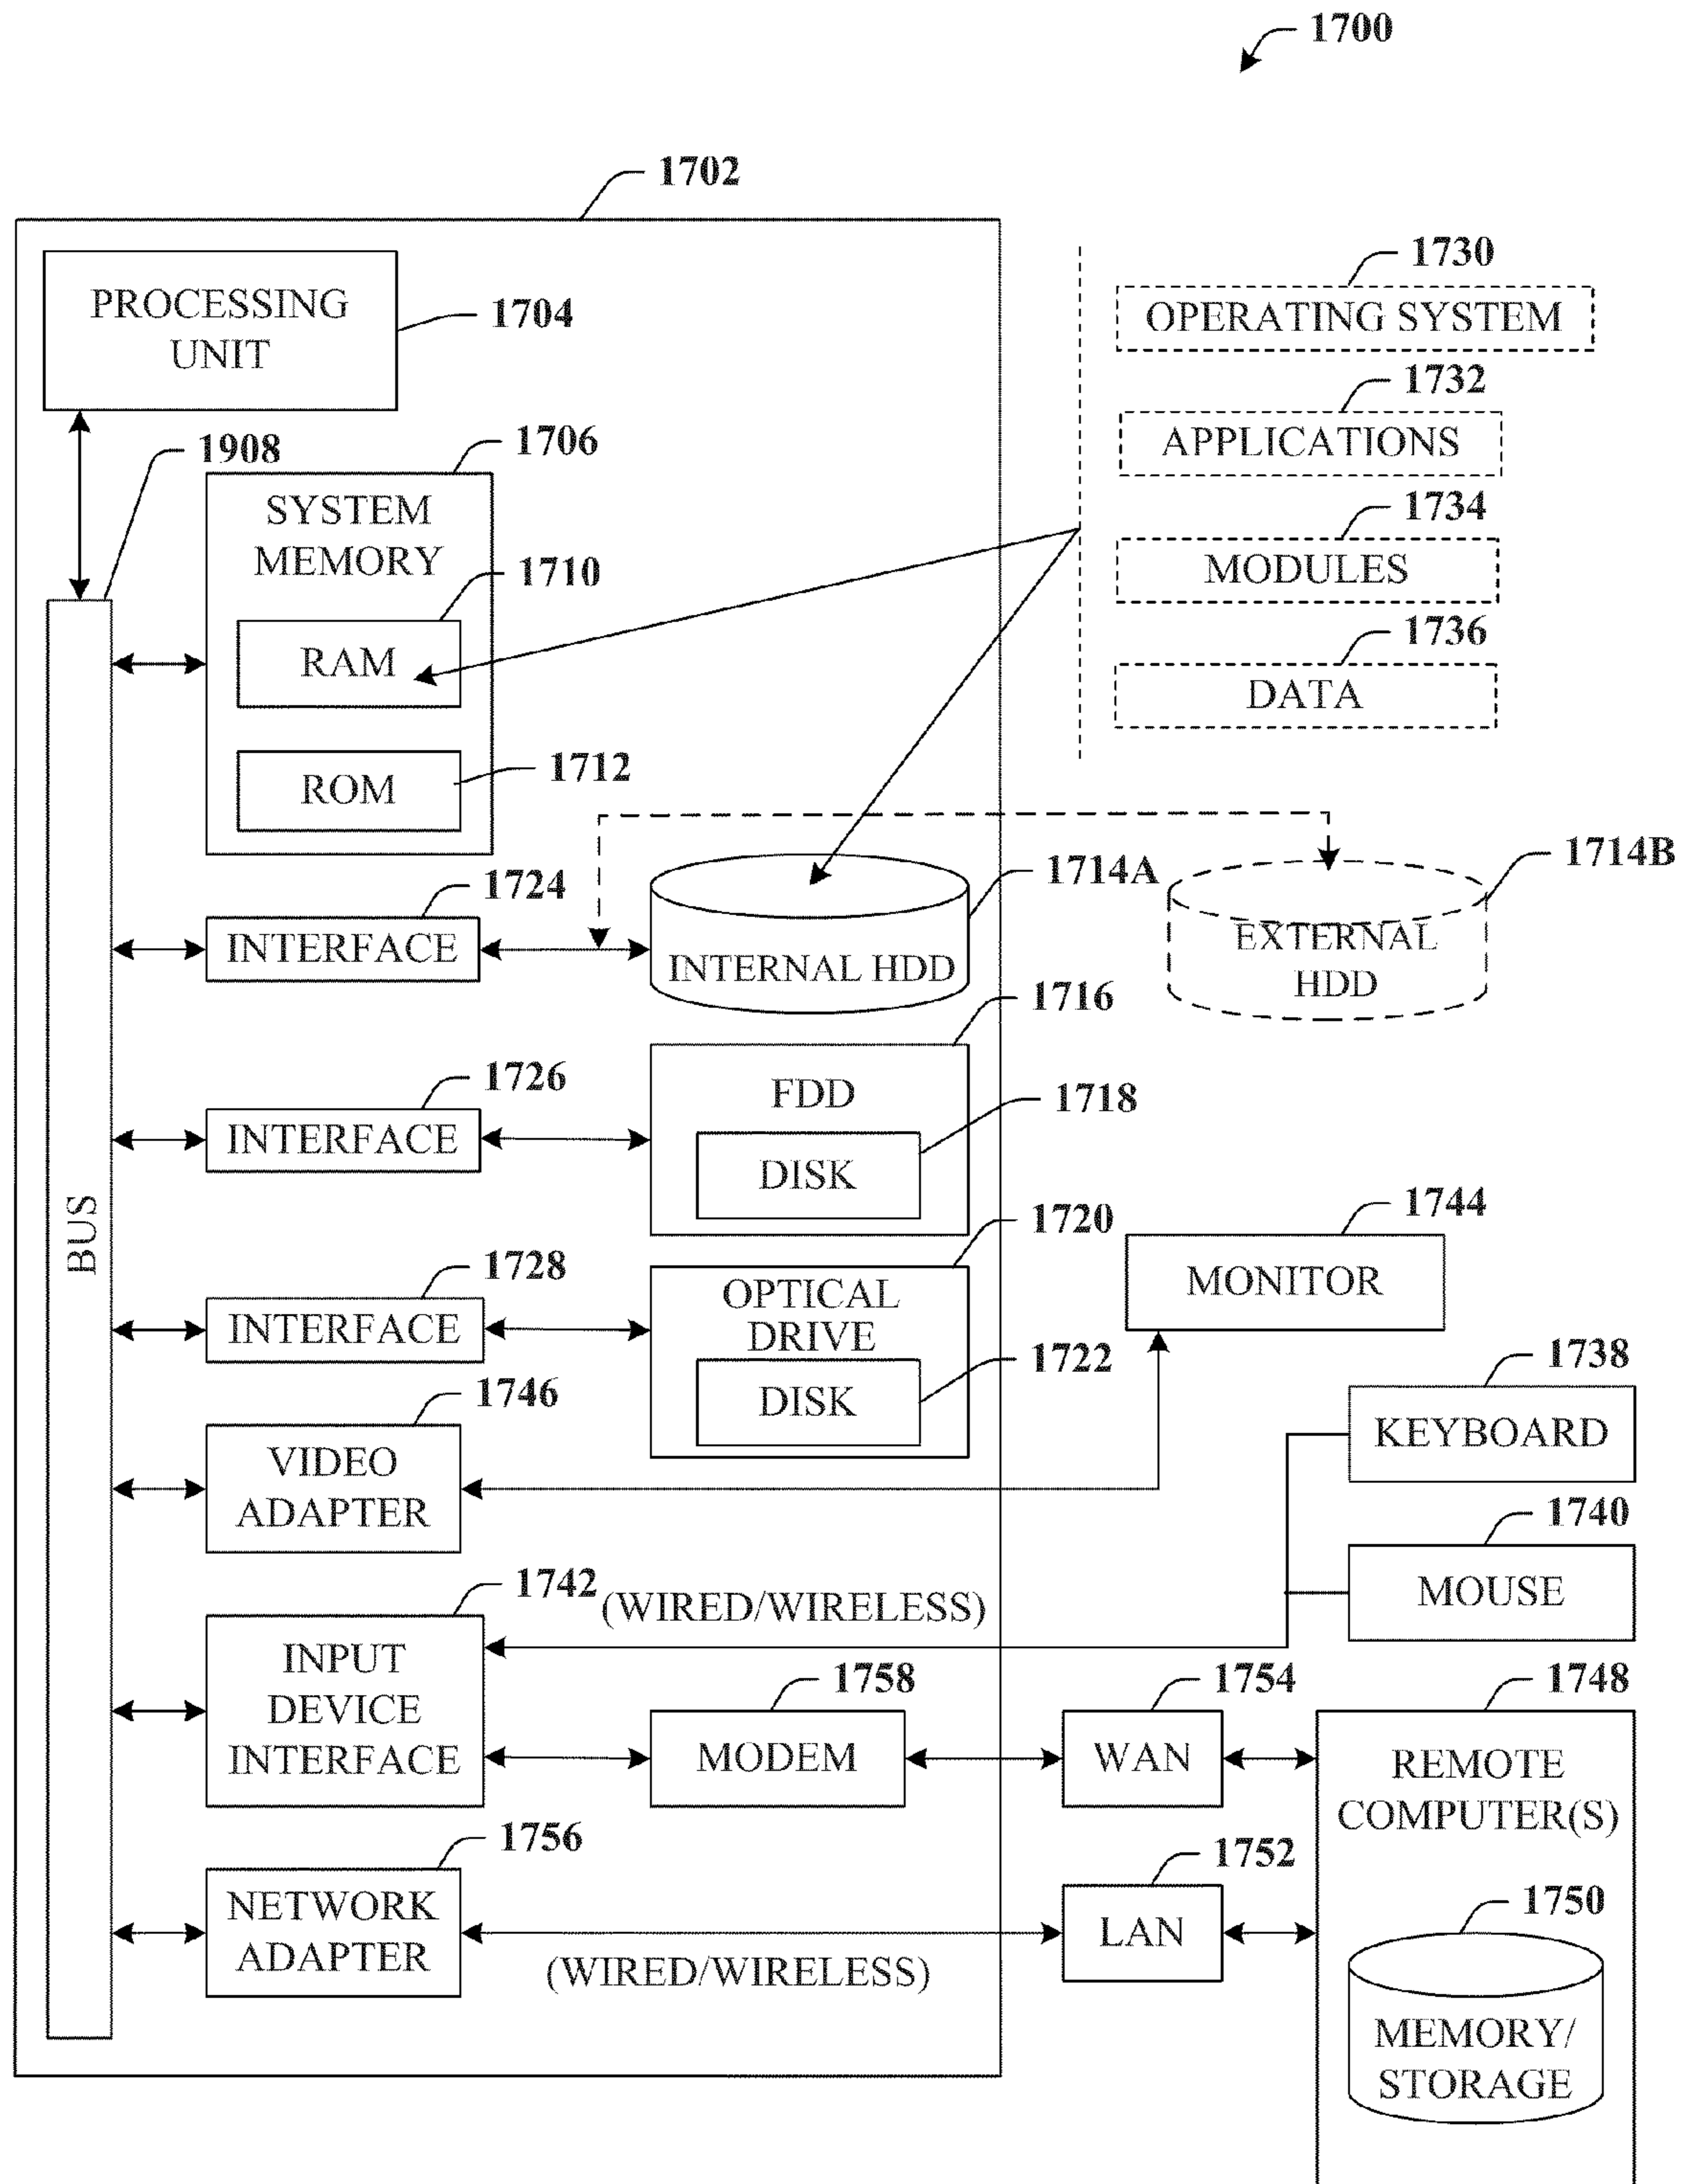 1700
1702
PROCESSING
UNIT
1704
1730
OPERATING SYSTEM
1732
APPLICATIONS
1734
MODULES
1736
DATA
1908
1706
SYSTEM
MEMORY
1710
RAM
1712
ROM
BUS
1724
INTERFACE
1714A
INTERNAL HDD
1714B
EXTERNAL
HDD
1726
INTERFACE
1716
FDD
1718
DISK
1728
INTERFACE
1720
OPTICAL
DRIVE
1722
DISK
1744
MONITOR
1746
VIDEO
ADAPTER
1738
KEYBOARD
1740
MOUSE
1742
(WIRED/WIRELESS)
INPUT
DEVICE
INTERFACE
1758
MODEM
1754
WAN
1748
REMOTE
COMPUTER(S)
1756
NETWORK
ADAPTER
(WIRED/WIRELESS)
1752
LAN
1750
MEMORY/
STORAGE